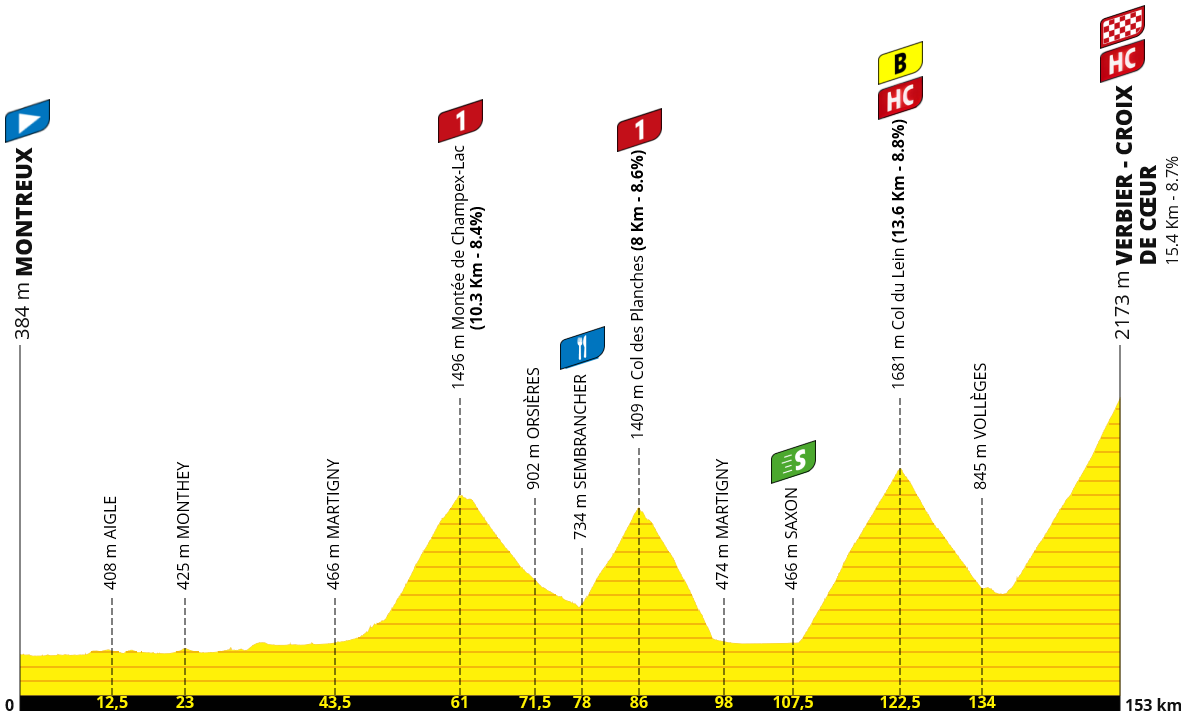 384 m MONTREUX
408 m AIGLE
425 m MONTHEY
466 m MARTIGNY
1
1496 m Montée de Champex-Lac
(10.3 Km - 8.4%)
902 m ORSIÈRES
734 m SEMBRANCHER
1
1409 m Col des Planches (8 Km - 8.6%)
474 m MARTIGNY
S
466 m SAXON
B
HC
1681 m Col du Lein (13.6 Km - 8.8%)
845 m VOLLÈGES
HC
2173 m VERBIER - CROIX
DE CŒUR
15.4 Km - 8.7%
0 12,5 23 43,5 61 71,5 78 86 98 107,5 122,5 134 153 km